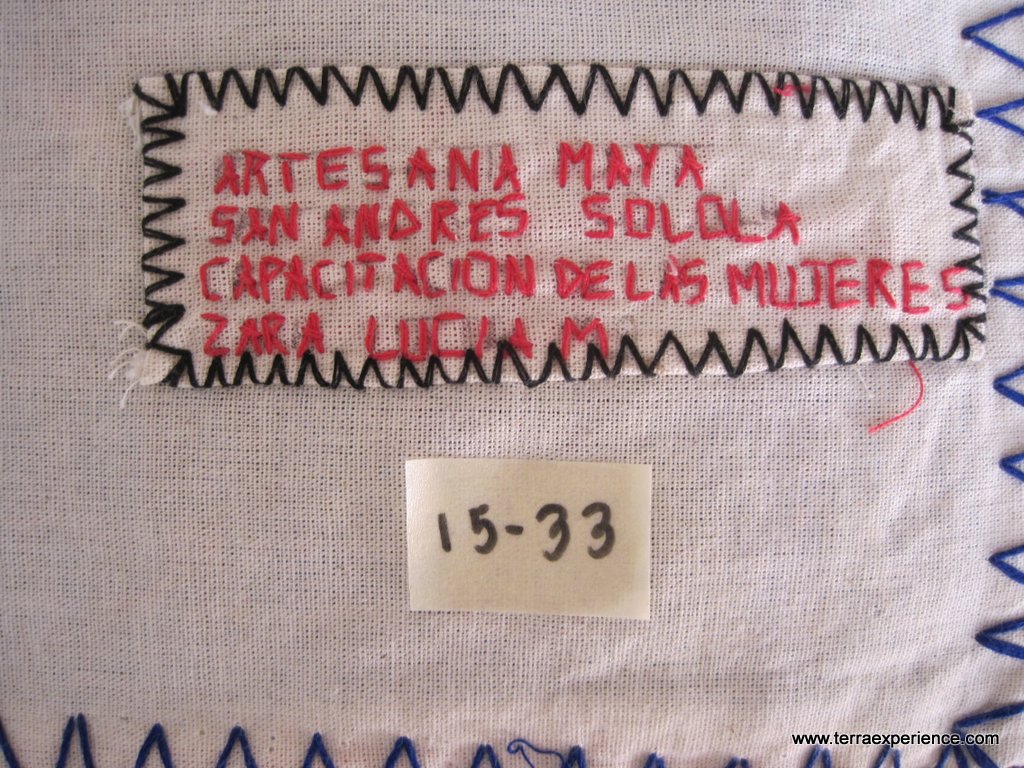 ARTESANA MAYA
SAN ANDRES SOLOLA
CAPACITACION DE LAS MUJERES
ZARA LUCIA M
15-33
www.terraexperience.com